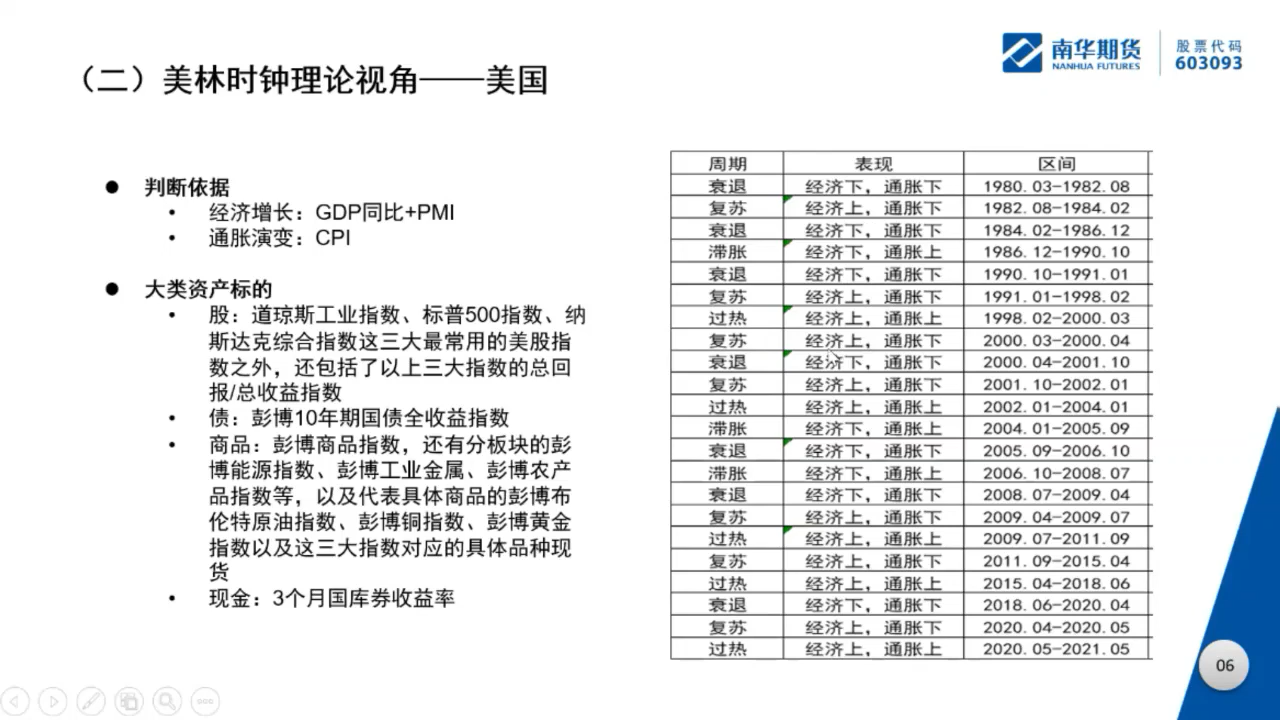 （二）美林时钟理论视角——美国
南华期货
NANHUA FUTURES
股票代码
603093
● 判断依据
• 经济增长：GDP同比+PMI
• 通胀演变：CPI
● 大类资产标的
• 股：道琼斯工业指数、标普500指数、纳
斯达克综合指数这三大最常用的美股指
数之外，还包括了以上三大指数的总回
报/总收益指数
• 债：彭博10年期国债全收益指数
• 商品：彭博商品指数，还有分板块的彭
博能源指数、彭博工业金属、彭博农产
品指数等，以及代表具体商品的彭博布
伦特原油指数、彭博铜指数、彭博黄金
指数以及这三大指数对应的具体品种现
货
• 现金：3个月国库券收益率
周期 表现 区间
衰退 经济下，通胀下 1980.03-1982.08
复苏 经济上，通胀下 1982.08-1984.02
衰退 经济下，通胀下 1984.02-1986.12
滞胀 经济下，通胀上 1986.12-1990.10
衰退 经济下，通胀下 1990.10-1991.01
复苏 经济上，通胀下 1991.01-1998.02
过热 经济上，通胀上 1998.02-2000.03
复苏 经济上，通胀下 2000.03-2000.04
衰退 经济下，通胀下 2000.04-2001.10
复苏 经济上，通胀下 2001.10-2002.01
过热 经济上，通胀上 2002.01-2004.01
滞胀 经济下，通胀上 2004.01-2005.09
衰退 经济下，通胀下 2005.09-2006.10
滞胀 经济下，通胀上 2006.10-2008.07
衰退 经济下，通胀下 2008.07-2009.04
复苏 经济上，通胀下 2009.04-2009.07
过热 经济上，通胀上 2009.07-2011.09
复苏 经济上，通胀下 2011.09-2015.04
过热 经济上，通胀上 2015.04-2018.06
衰退 经济下，通胀下 2018.06-2020.04
复苏 经济上，通胀下 2020.04-2020.05
过热 经济上，通胀上 2020.05-2021.05
06